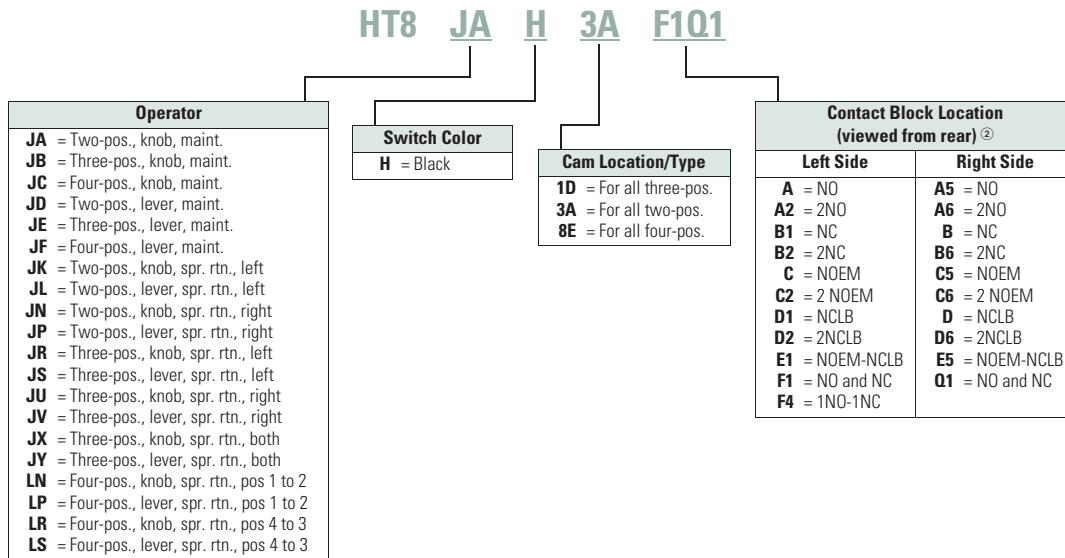 HT8 JA H 3A F1Q1
Operator
JA = Two-pos., knob, maint.
JB = Three-pos., knob, maint.
JC = Four-pos., knob, maint.
JD = Two-pos., lever, maint.
JE = Three-pos., lever, maint.
JF = Four-pos., lever, maint.
JK = Two-pos., knob, spr. rtn., left
JL = Two-pos., lever, spr. rtn., left
JN = Two-pos., knob, spr. rtn., right
JP = Two-pos., lever, spr. rtn., right
JR = Three-pos., knob, spr. rtn., left
JS = Three-pos., lever, spr. rtn., left
JU = Three-pos., knob, spr. rtn., right
JV = Three-pos., lever, spr. rtn., right
JX = Three-pos., knob, spr. rtn., both
JY = Three-pos., lever, spr. rtn., both
LN = Four-pos., knob, spr. rtn., pos 1 to 2
LP = Four-pos., lever, spr. rtn., pos 1 to 2
LR = Four-pos., knob, spr. rtn., pos 4 to 3
LS = Four-pos., lever, spr. rtn., pos 4 to 3
Switch Color
H = Black
Cam Location/Type
1D = For all three-pos.
3A = For all two-pos.
8E = For all four-pos.
Contact Block Location
(viewed from rear) ②
Left Side
A = NO
A2 = 2NO
B1 = NC
B2 = 2NC
C = NOEM
C2 = 2 NOEM
D1 = NCLB
D2 = 2NCLB
E1 = NOEM-NCLB
F1 = NO and NC
F4 = 1NO-1NC
Right Side
A5 = NO
A6 = 2NO
B = NC
B6 = 2NC
C5 = NOEM
C6 = 2 NOEM
D = NCLB
D6 = 2NCLB
E5 = NOEM-NCLB
Q1 = NO and NC